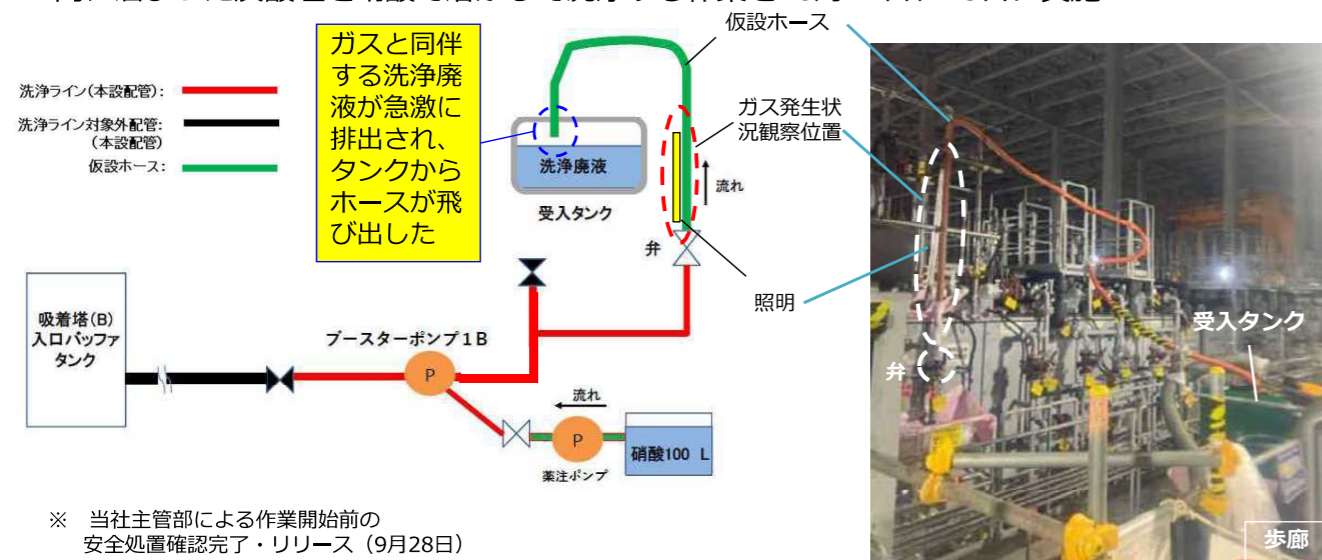 仮設ホース
ガスと同伴
する洗浄廃
液が急激に
排出され、
タンクから
ホースが飛
び出した
洗浄ライン(本設配管):
洗浄ライン対象外配管:
(本設配管)
仮設ホース:
ガス発生状
況観察位置
洗浄廃液
流れ
受入タンク
弁
照明
吸着塔(B)
入口バッファ
タンク
ブースターポンプ1B
P
流れ
P
硝酸100 L
薬注ポンプ
受入タンク
弁
歩廊
※ 当社主管部による作業開始前の
安全処置確認完了・リリース(9月28日)